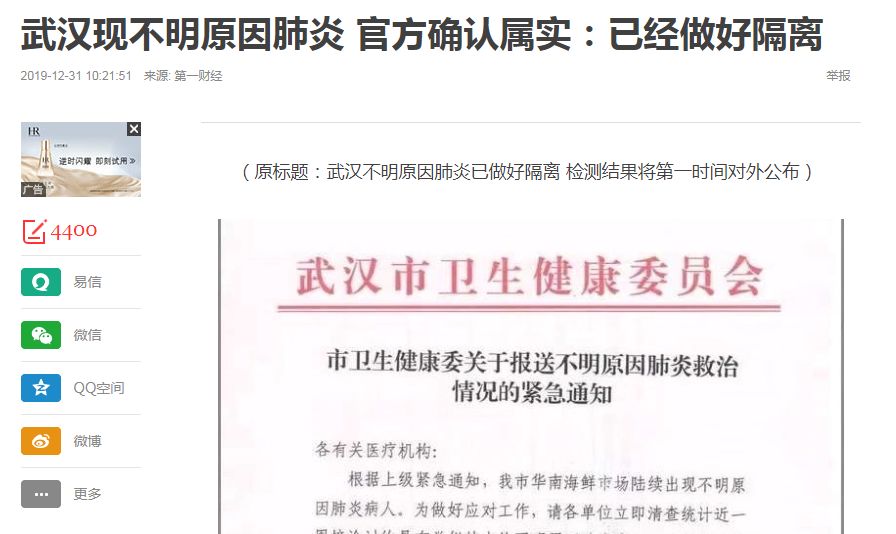 武汉现不明原因肺炎 官方确认属实：已经做好隔离
2019-12-31 10:21:51 来源: 第一财经
举报
HR
逆时闪耀 即刻试用
广告
4400
易信
微信
QQ空间
微博
更多
（原标题：武汉不明原因肺炎已做好隔离 检测结果将第一时间对外公布）
武汉市卫生健康委员会
市卫生健康委关于报送不明原因肺炎救治
情况的紧急通知
各有关医疗机构：
根据上级紧急通知，我市华南海鲜市场陆续出现不明原
因肺炎病人。为做好应对工作，请各单位立即清查统计近一